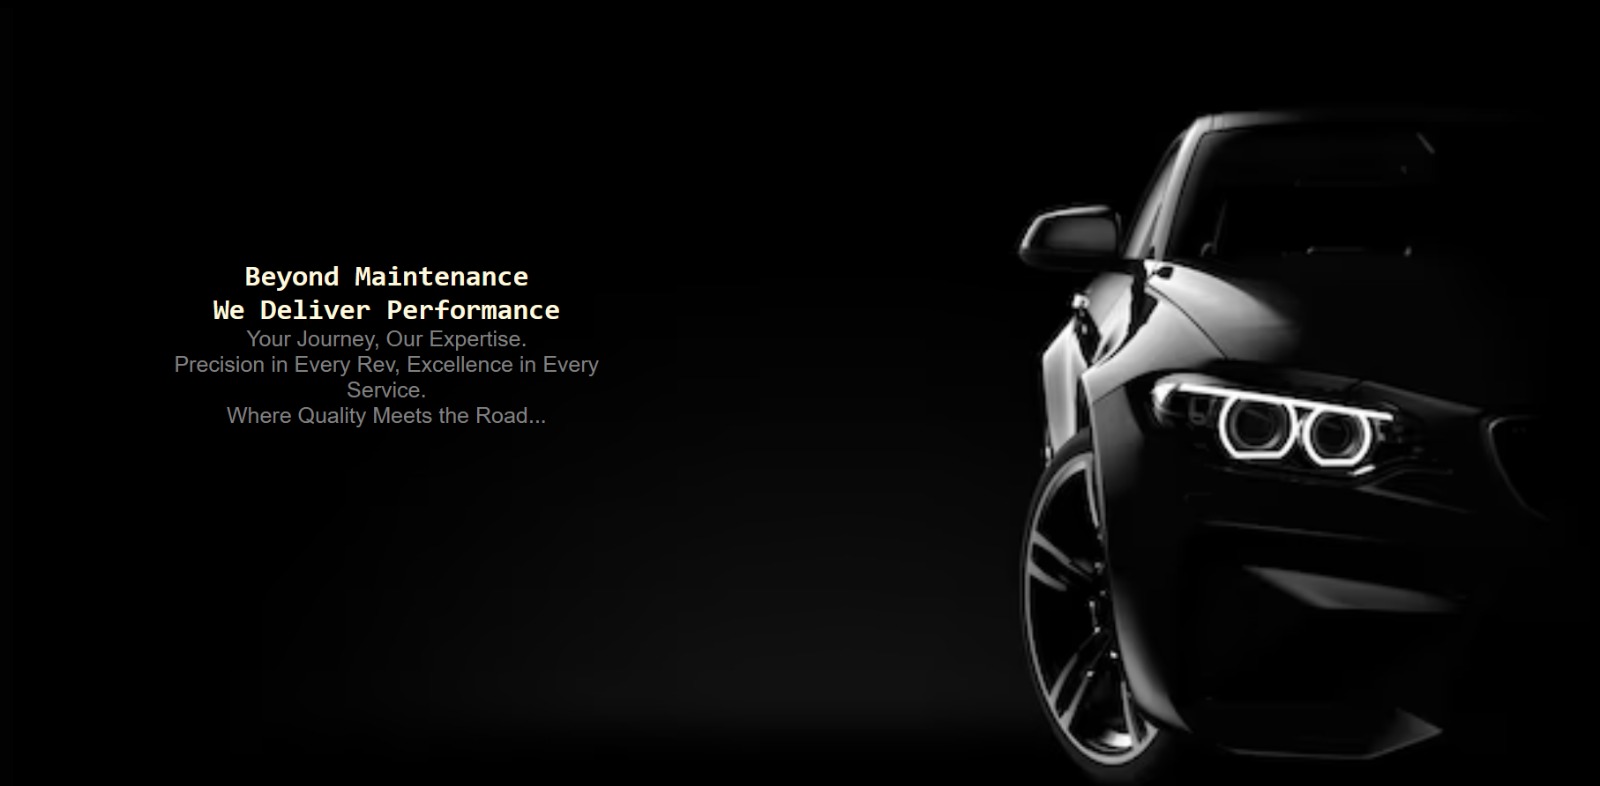 Beyond Maintenance
We Deliver Performance
Your Journey, Our Expertise.
Precision in Every Rev, Excellence in Every
Service.
Where Quality Meets the Road...